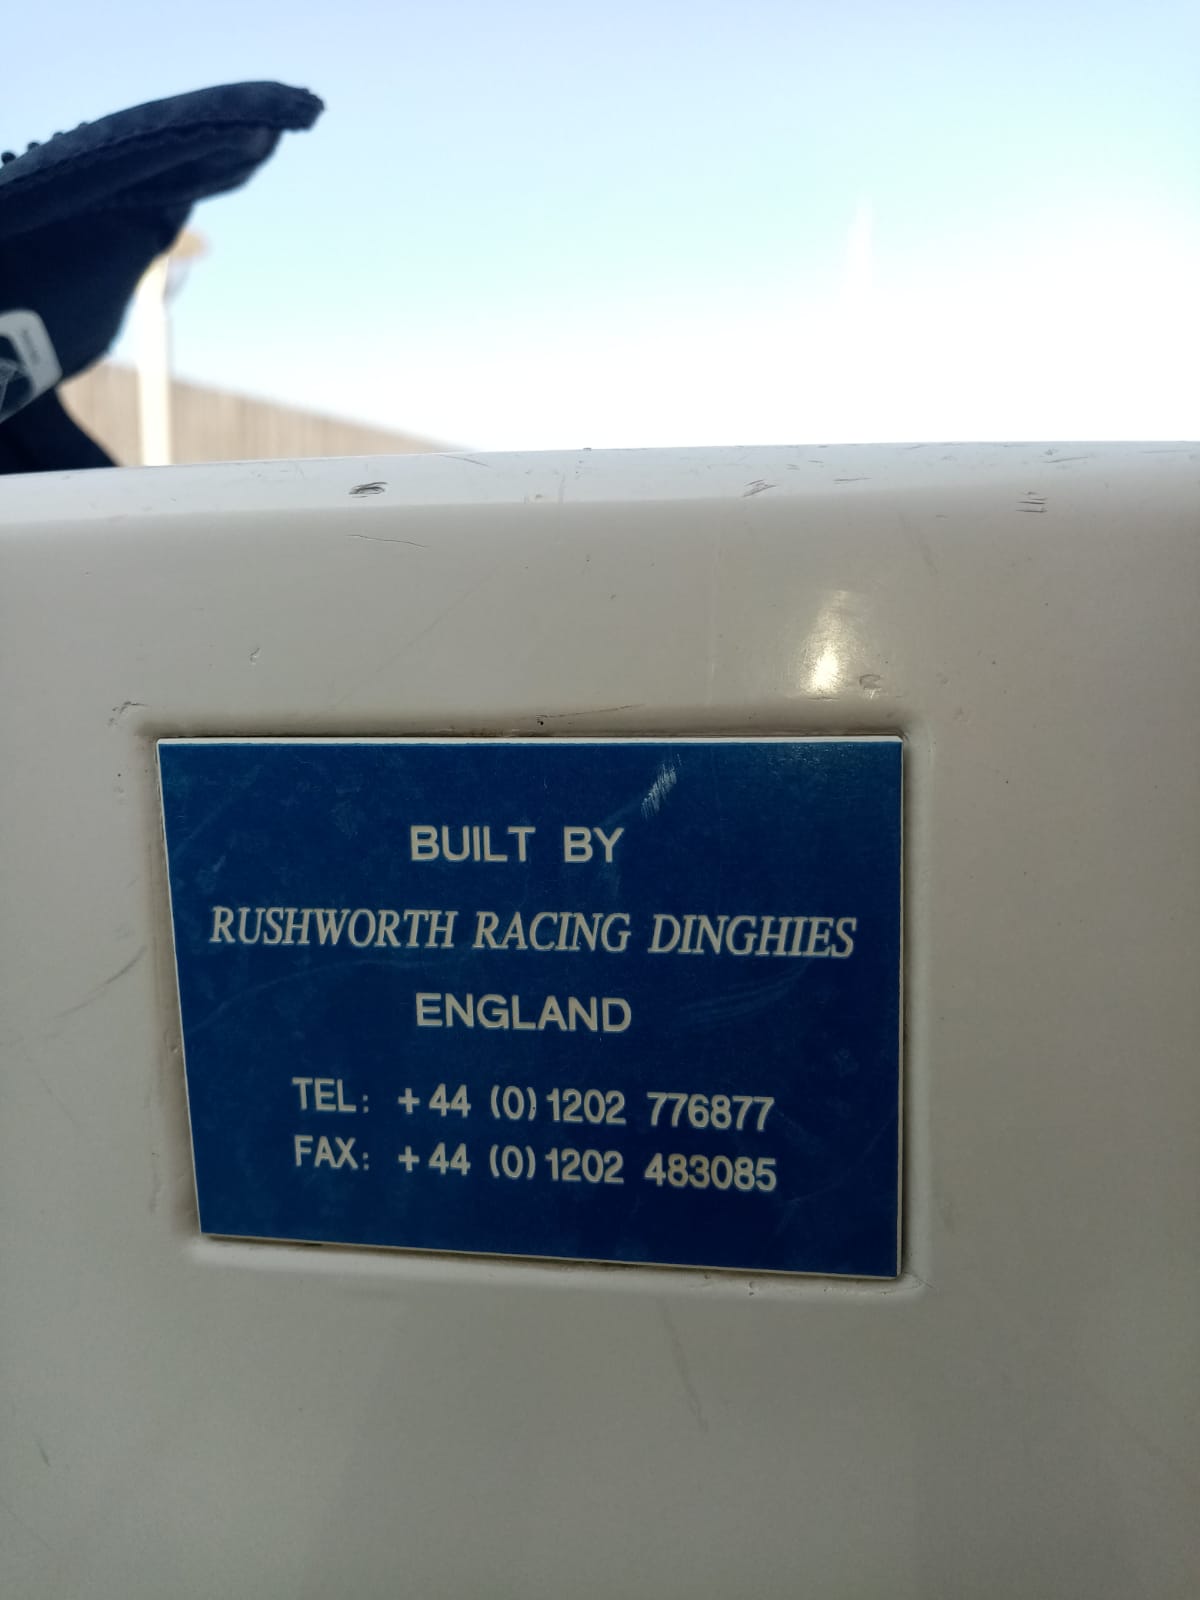 BUILT BY
RUSHWORTH RACING DINGHIES
ENGLAND
TEL: +44 (0) 1202 776877
FAX: +44 (0) 1202 483085